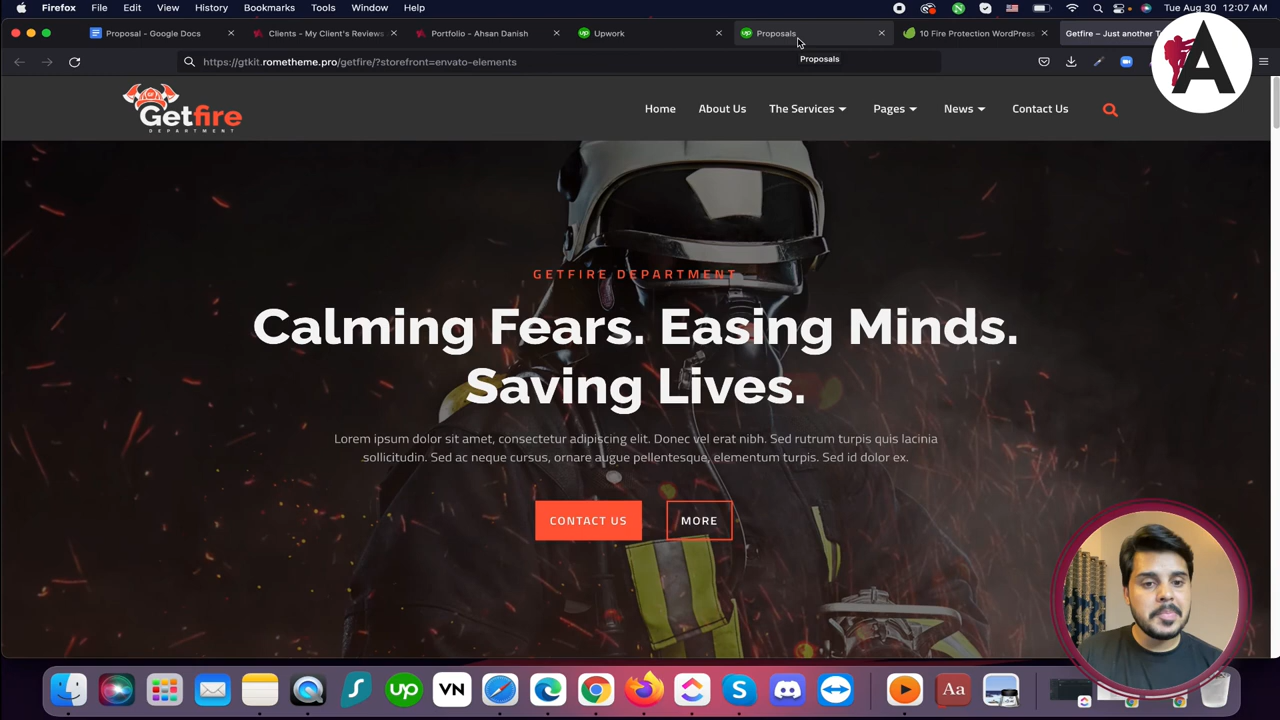 Firefox File Edit View History Bookmarks Tools Window Help Tue Aug 30 12:07 AM
Proposal - Google Docs Clients - My Client's Reviews Portfolio - Ahsan Danish Upwork Proposals 10 Fire Protection WordPress Getfire – Just another T
Proposals
https://gtkit.rometheme.pro/getfire/?storefront=envato-elements
A
Getfire
DEPARTMENT
Home About Us The Services Pages News Contact Us
GETFIRE DEPARTMENT
Calming Fears. Easing Minds.
Saving Lives.
Lorem ipsum dolor sit amet, consectetur adipiscing elit. Donec vel erat nibh. Sed rutrum turpis quis lacinia
sollicitudin. Sed ac neque cursus, ornare augue pellentesque, elementum turpis. Sed id dolor ex.
CONTACT US MORE
up VN Aa